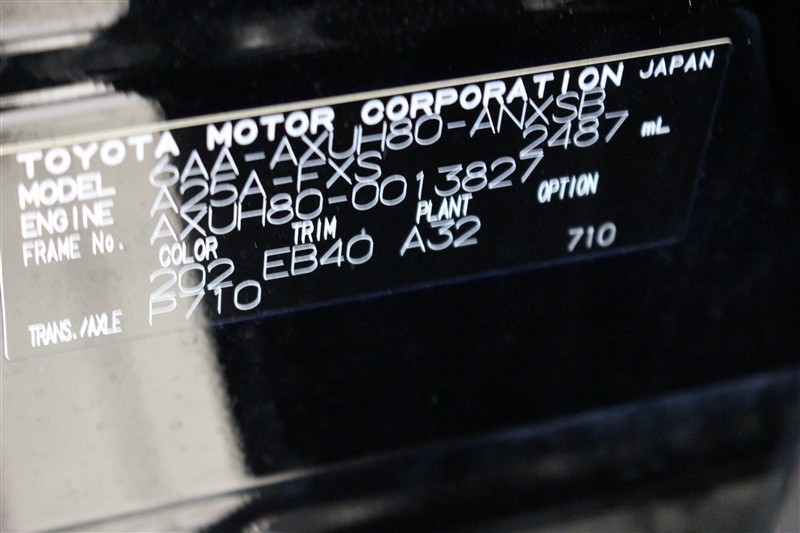 TOYOTA MOTOR CORPORATION JAPAN
MODEL 6AA-AXUH80-ANXSB
ENGINE A25A-FXS 2487 mL
FRAME No. AXUH80-0013827
COLOR TRIM PLANT OPTION
202 EB40 A32 710
TRANS./AXLE P710